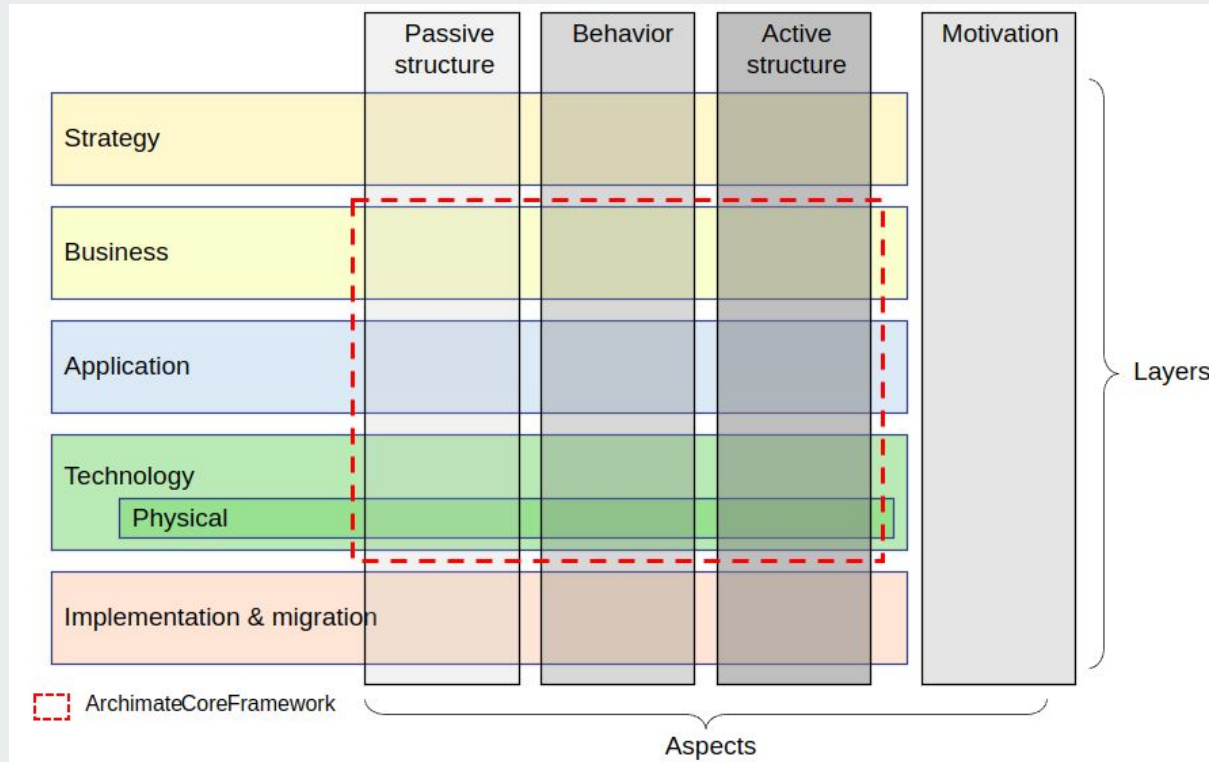 Passive
structure
Behavior
Active
structure
Motivation
Strategy
Business
Application
Layers
Technology
Physical
Implementation & migration
ArchimateCoreFramework
Aspects